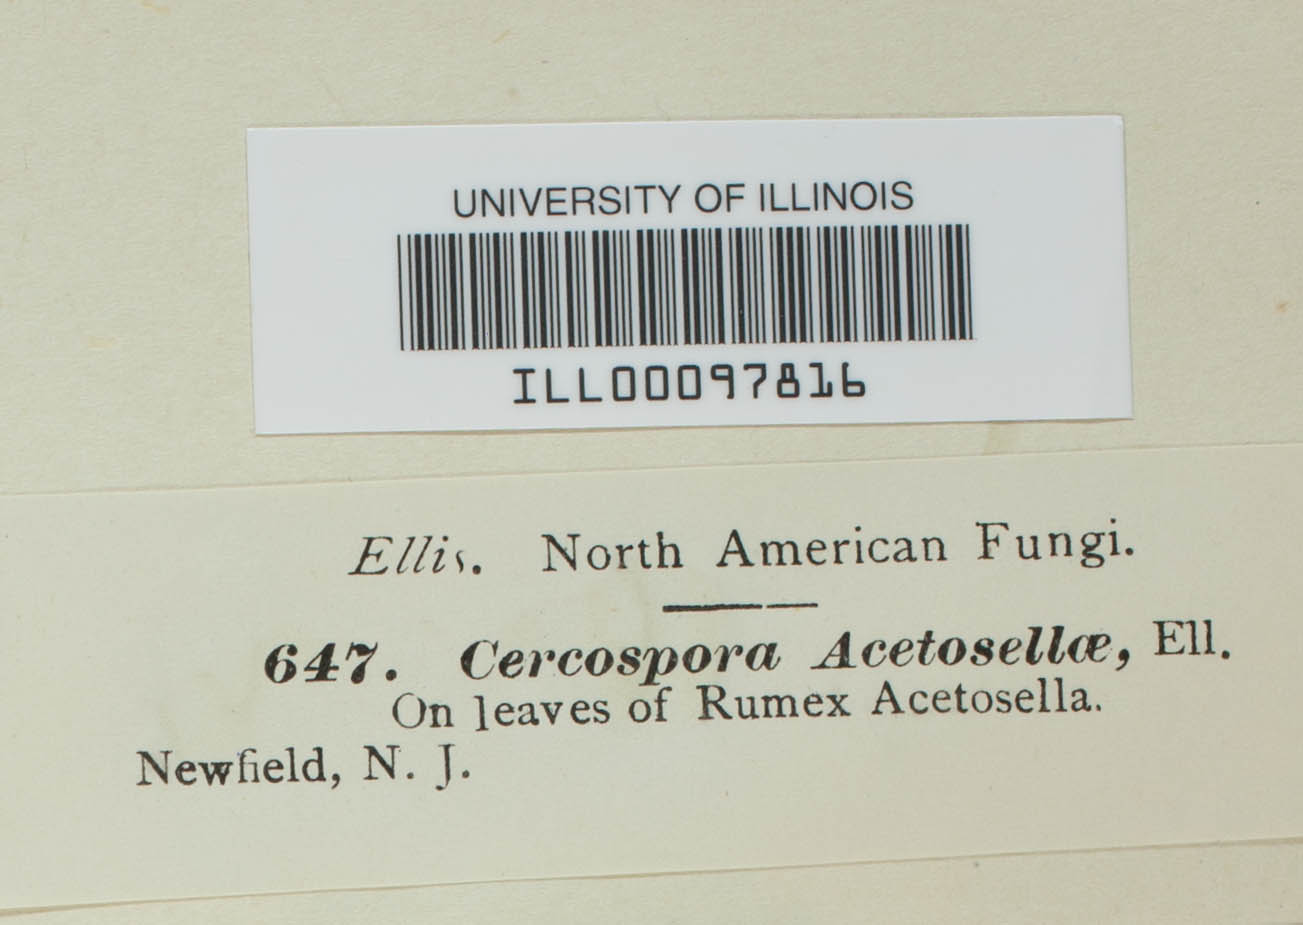 UNIVERSITY OF ILLINOIS
ILL00097816
Ellis. North American Fungi.
647. Cercospora Acetosellæ, Ell.
On leaves of Rumex Acetosella.
Newfield, N. J.